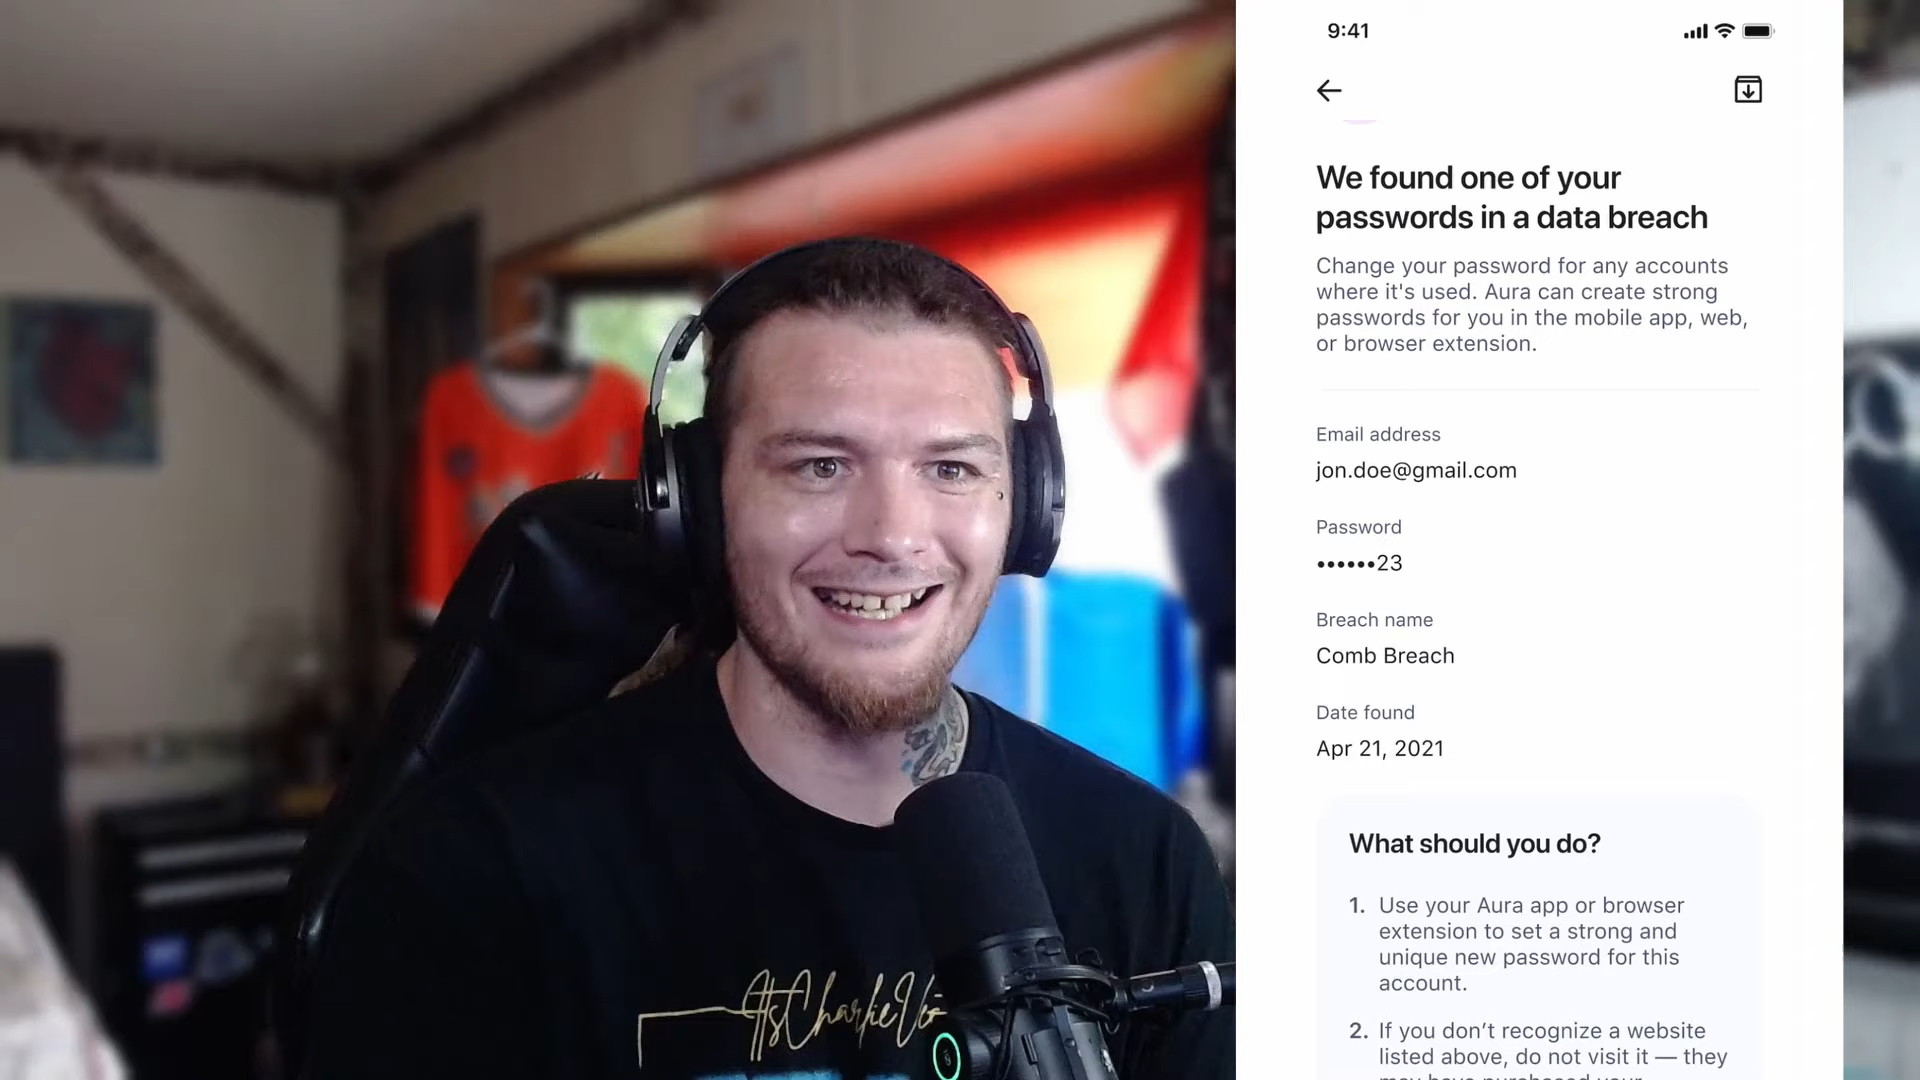 9:41
We found one of your
passwords in a data breach
Change your password for any accounts
where it's used. Aura can create strong
passwords for you in the mobile app, web,
or browser extension.
Email address
jon.doe@gmail.com
Password
••••••23
Breach name
Comb Breach
Date found
Apr 21, 2021
What should you do?
1. Use your Aura app or browser
extension to set a strong and
unique new password for this
account.
2. If you don’t recognize a website
listed above, do not visit it — they
may have purchased your